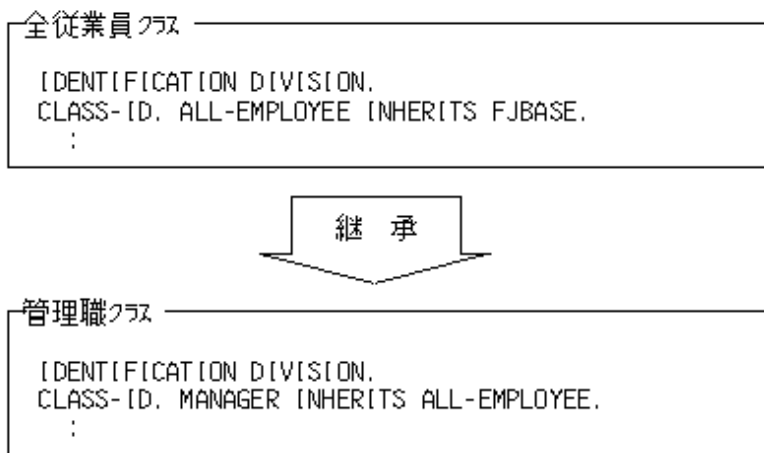 全従業員クラス
IDENTIFICATION DIVISION.
CLASS-ID. ALL-EMPLOYEE INHERITS FJBASE.
:
継 承
管理職クラス
IDENTIFICATION DIVISION.
CLASS-ID. MANAGER INHERITS ALL-EMPLOYEE.
: